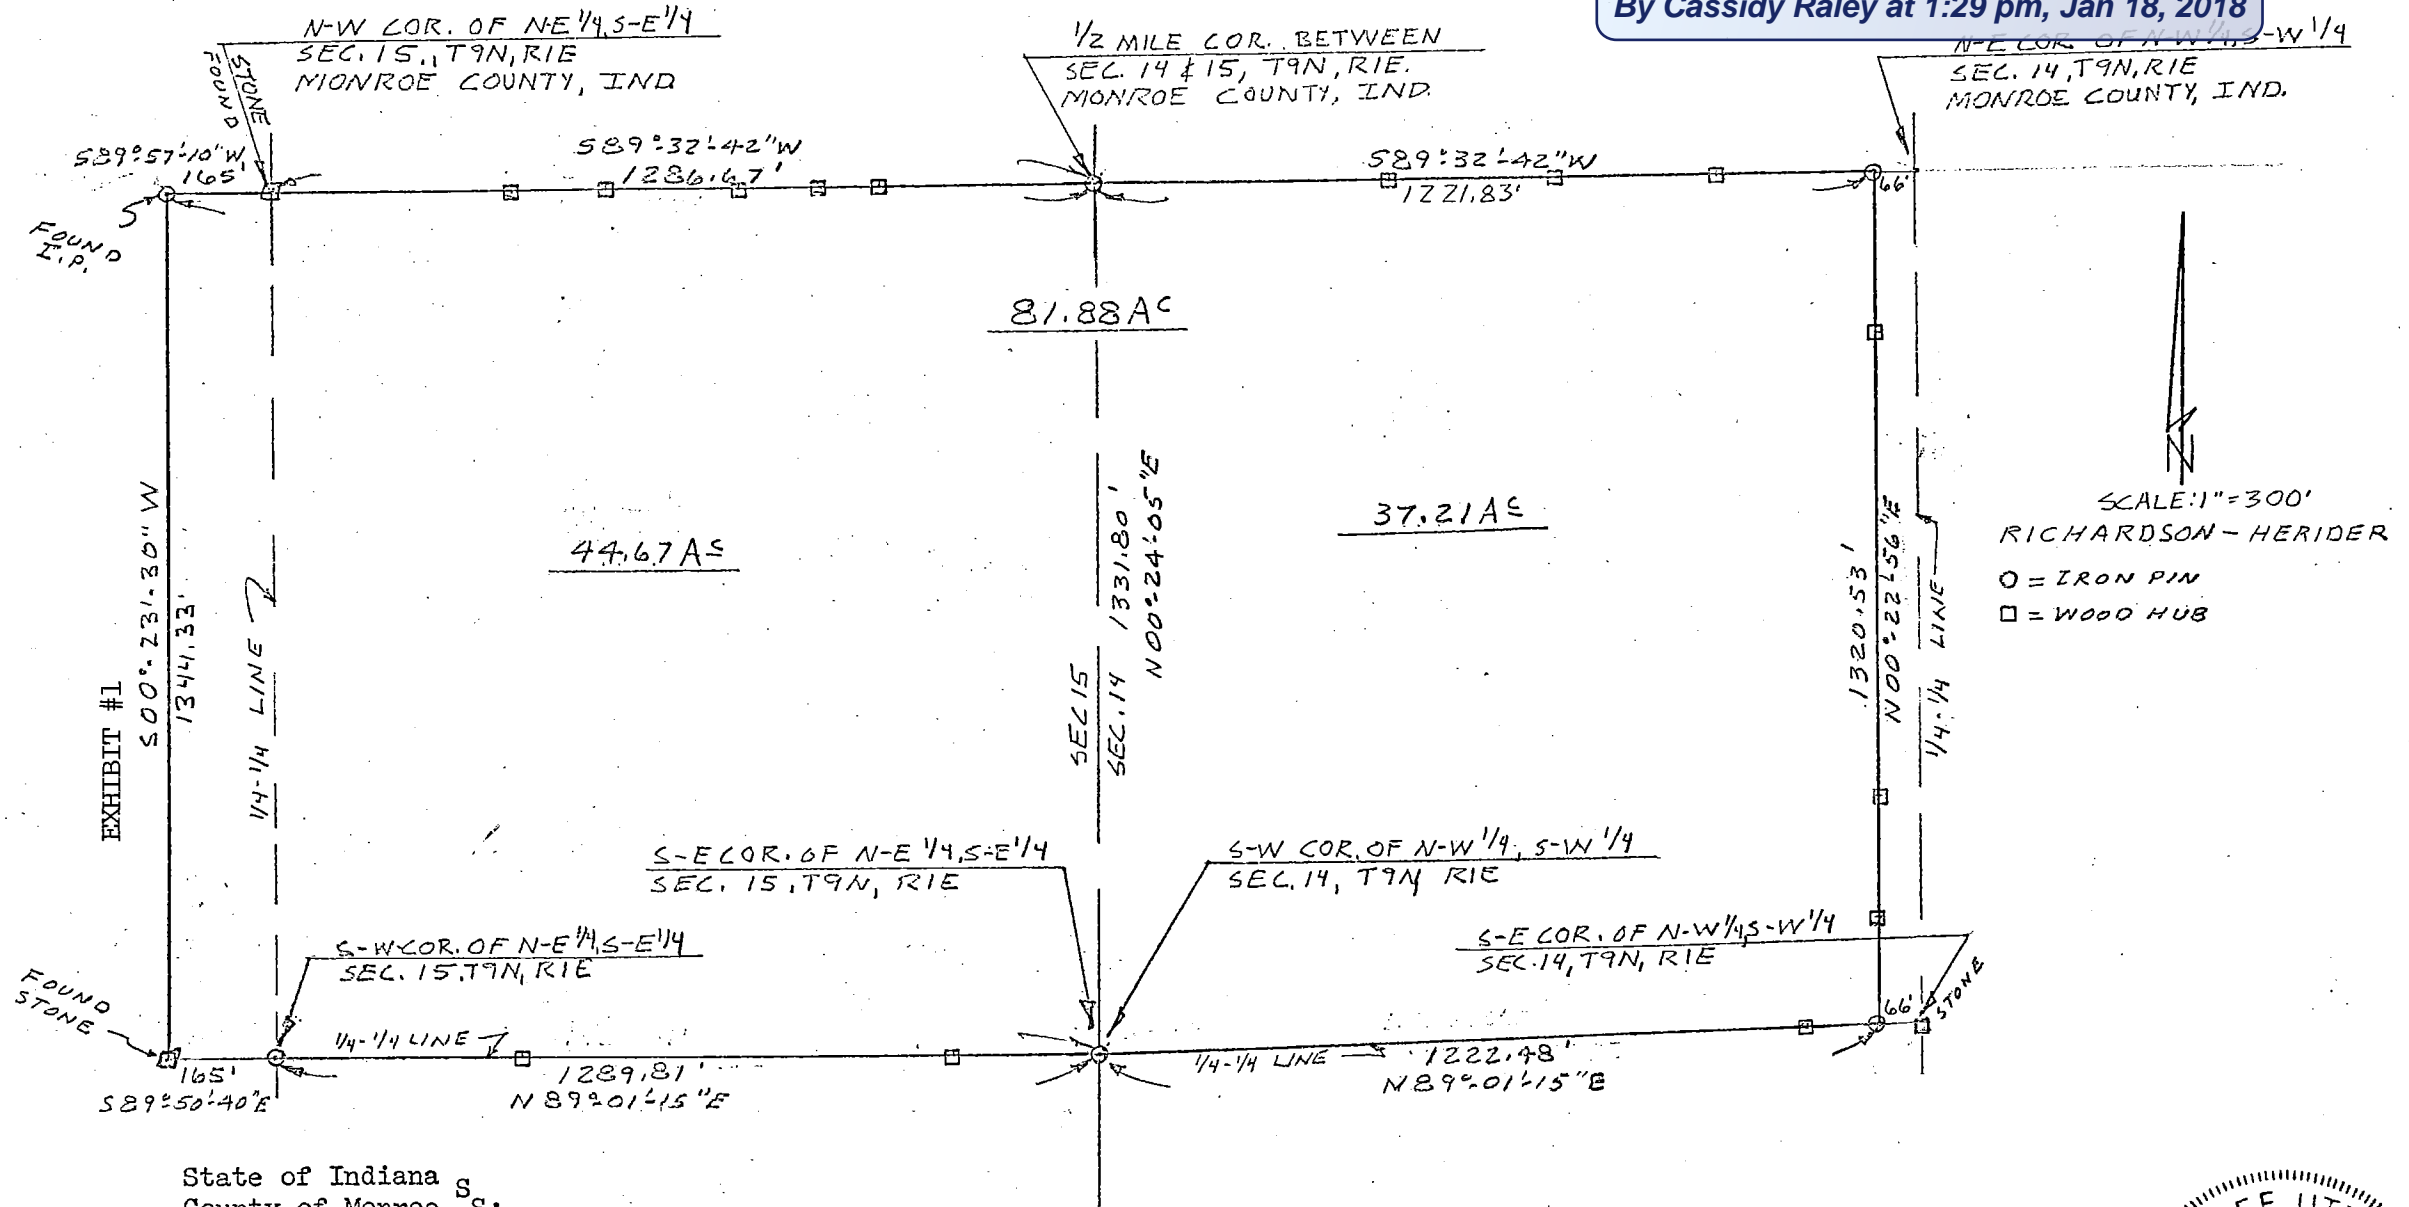 By Cassidy Raley at 1:29 pm, Jan 18, 2018
N-W COR. OF N-E 1/4, S-E 1/4
SEC. 15., T9N, R1E
MONROE COUNTY, IND
STONE
FOUND
1/2 MILE COR. BETWEEN
SEC. 14 & 15, T9N, R1E.
MONROE COUNTY, IND.
N-E COR. OF N-W 1/4, S-W 1/4
SEC. 14, T9N, R1E
MONROE COUNTY, IND.
S89°-57'-10"W
165'
S89°-32'-42"W
1286.67'
S89°-32'-42"W
1221.83'
66'
FOUND
I.P.
81.88 Ac
44.67 Ac
37.21 Ac
S00°-23'-30" W
1344.33'
EXHIBIT #1
1/4-1/4 LINE
SEC 15
SEC. 14
1331.80'
N00°-24'-05"E
1320.53'
N00°-22'-56"E
1/4-1/4 LINE
N
SCALE: 1"=300'
RICHARDSON - HERIDER
O = IRON PIN
□ = WOOD HUB
S-E COR. OF N-E 1/4, S-E 1/4
SEC. 15, T9N, R1E
S-W COR. OF N-W 1/4, S-W 1/4
SEC. 14, T9N R1E
S-W COR. OF N-E 1/4, S-E 1/4
SEC. 15, T9N, R1E
S-E COR. OF N-W 1/4, S-W 1/4
SEC. 14, T9N, R1E
FOUND
STONE
66'
STONE
1/4-1/4 LINE
165'
S89°-50'-40"E
1289.81'
N89°-01'-15"E
1/4-1/4 LINE
1222.48'
N89°-01'-15"E
State of Indiana S
County of Monroe S.